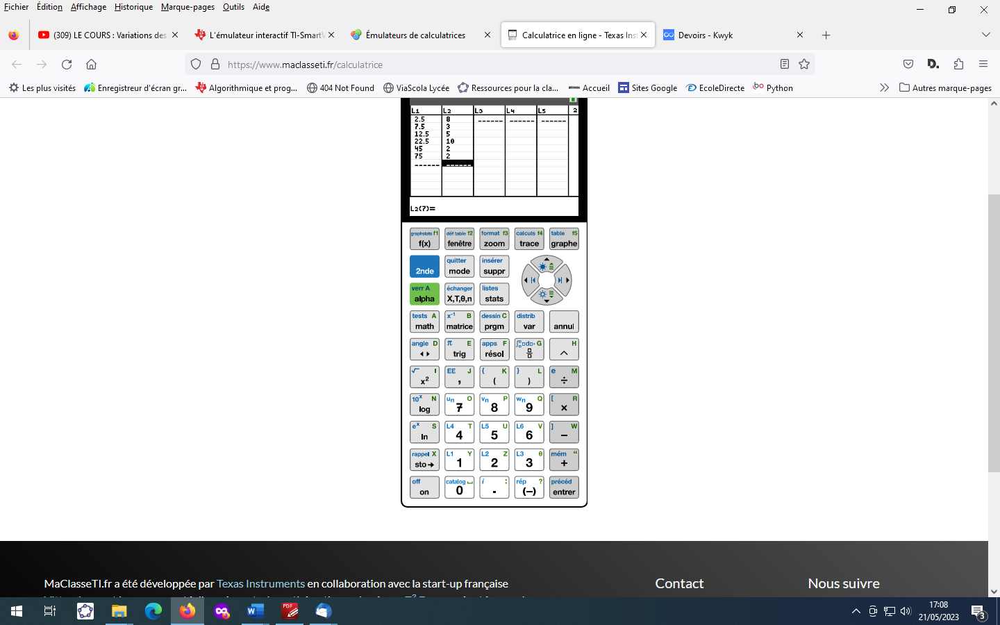 Fichier Édition Affichage Historique Marque-pages Outils Aide
(309) LE COURS : Variations des
L'émulateur interactif TI-SmartV
Émulateurs de calculatrices
Calculatrice en ligne - Texas Inst
Devoirs - Kwyk
https://www.maclasseti.fr/calculatrice
Les plus visités Enregistreur d'écran gr... Algorithmique et prog... 404 Not Found ViaScola Lycée Ressources pour la cla... Accueil Sites Google EcoleDirecte Python Autres marque-pages
L1 L2 L3 L4 L5 2
2.5 8
7.5 3
12.5 5
22.5 10
45 2
75 2
L2(7)=
graphstats f1 déf table f2 format f3 calculs f4 table f5
f(x) fenêtre zoom trace graphe
quitter insérer
2nde mode suppr
verr A échanger listes
alpha X,T,θ,n stats
tests A x⁻¹ B dessin C distrib
math matrice prgm var annul
angle D π E apps F G H
trig résol ^
√ I EE J { K } L e M
x² , ( ) ÷
10ˣ N un O vn P wn Q [ R
log 7 8 9 ×
eˣ S L4 T L5 U L6 V ] W
ln 4 5 6 −
rappel X L1 Y L2 Z L3 θ mém “
sto→ 1 2 3 +
off catalog i : rép ? précéd
on 0 . (−) entrer
MaClasseTI.fr a été développée par Texas Instruments en collaboration avec la start-up française
Contact
Nous suivre
PDF
17:08
21/05/2023
3